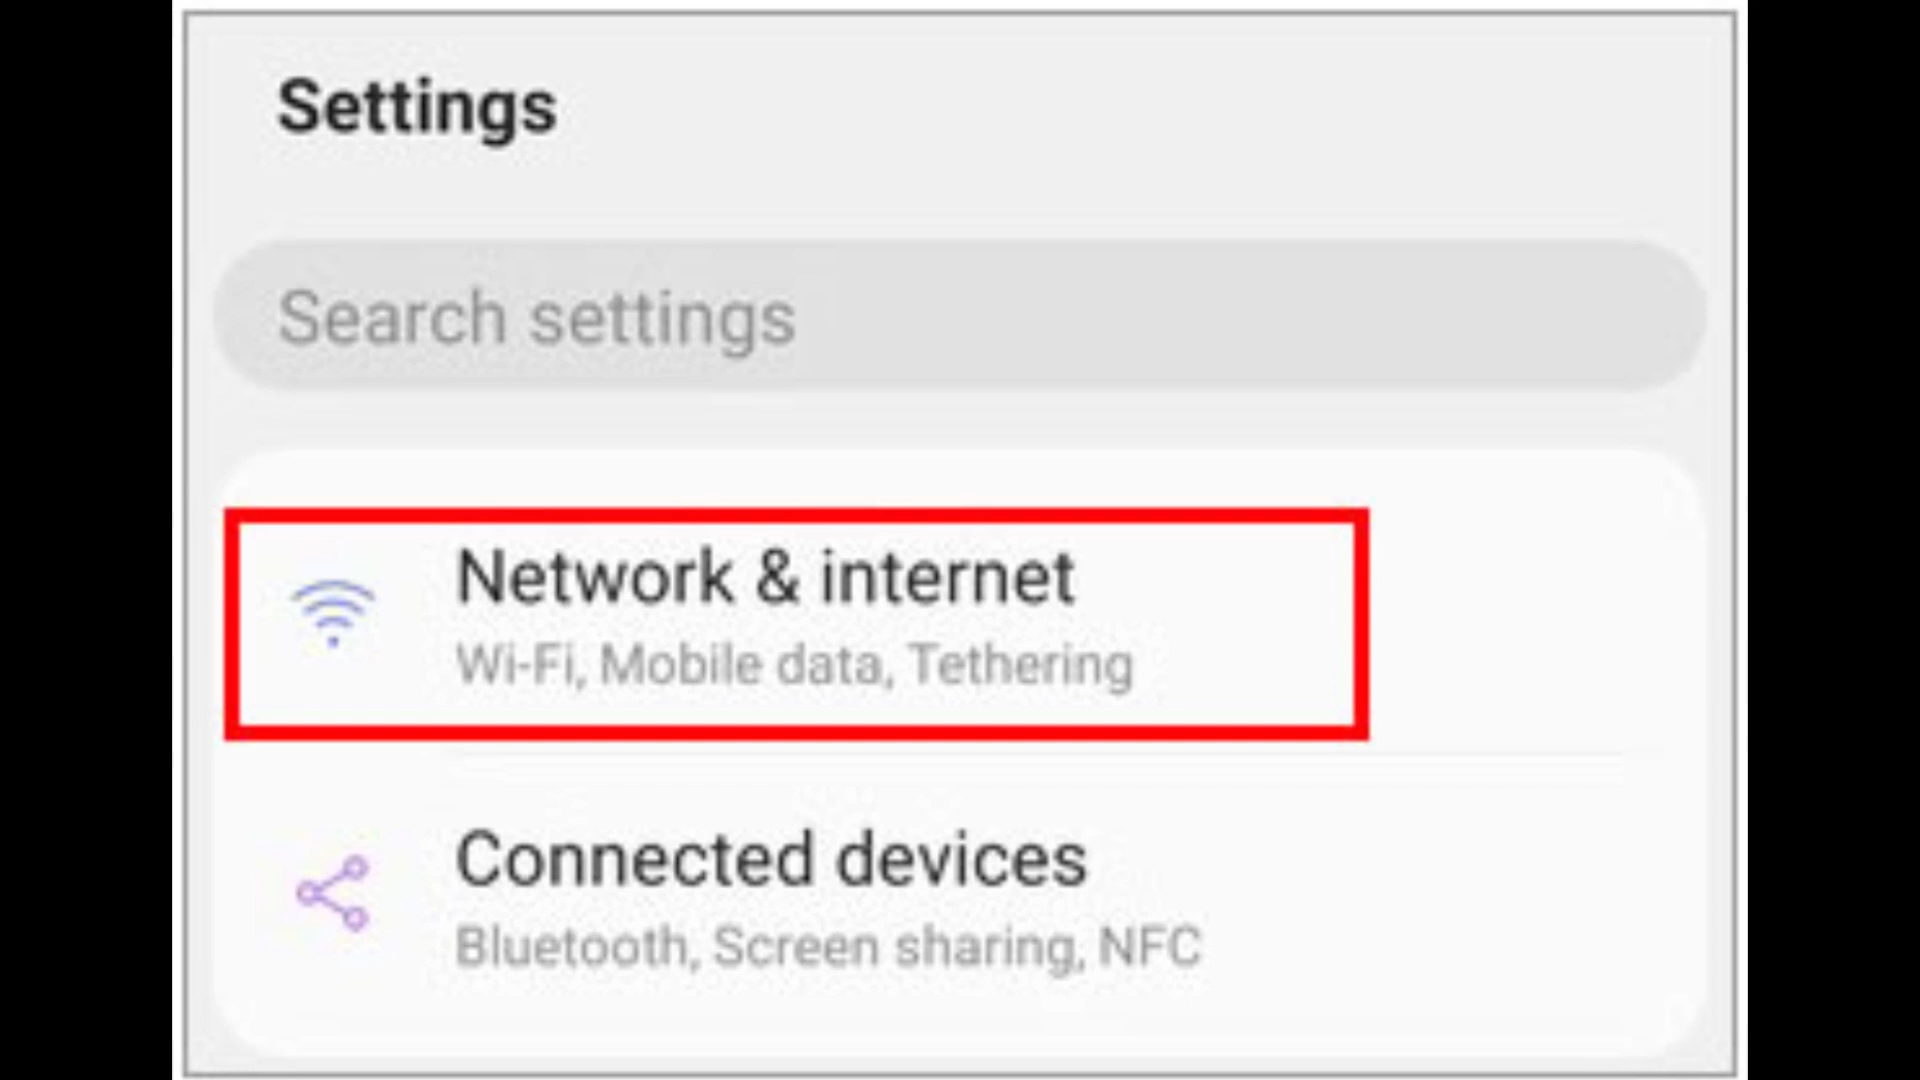 Settings
Search settings
Network & internet
Wi-Fi, Mobile data, Tethering
Connected devices
Bluetooth, Screen sharing, NFC